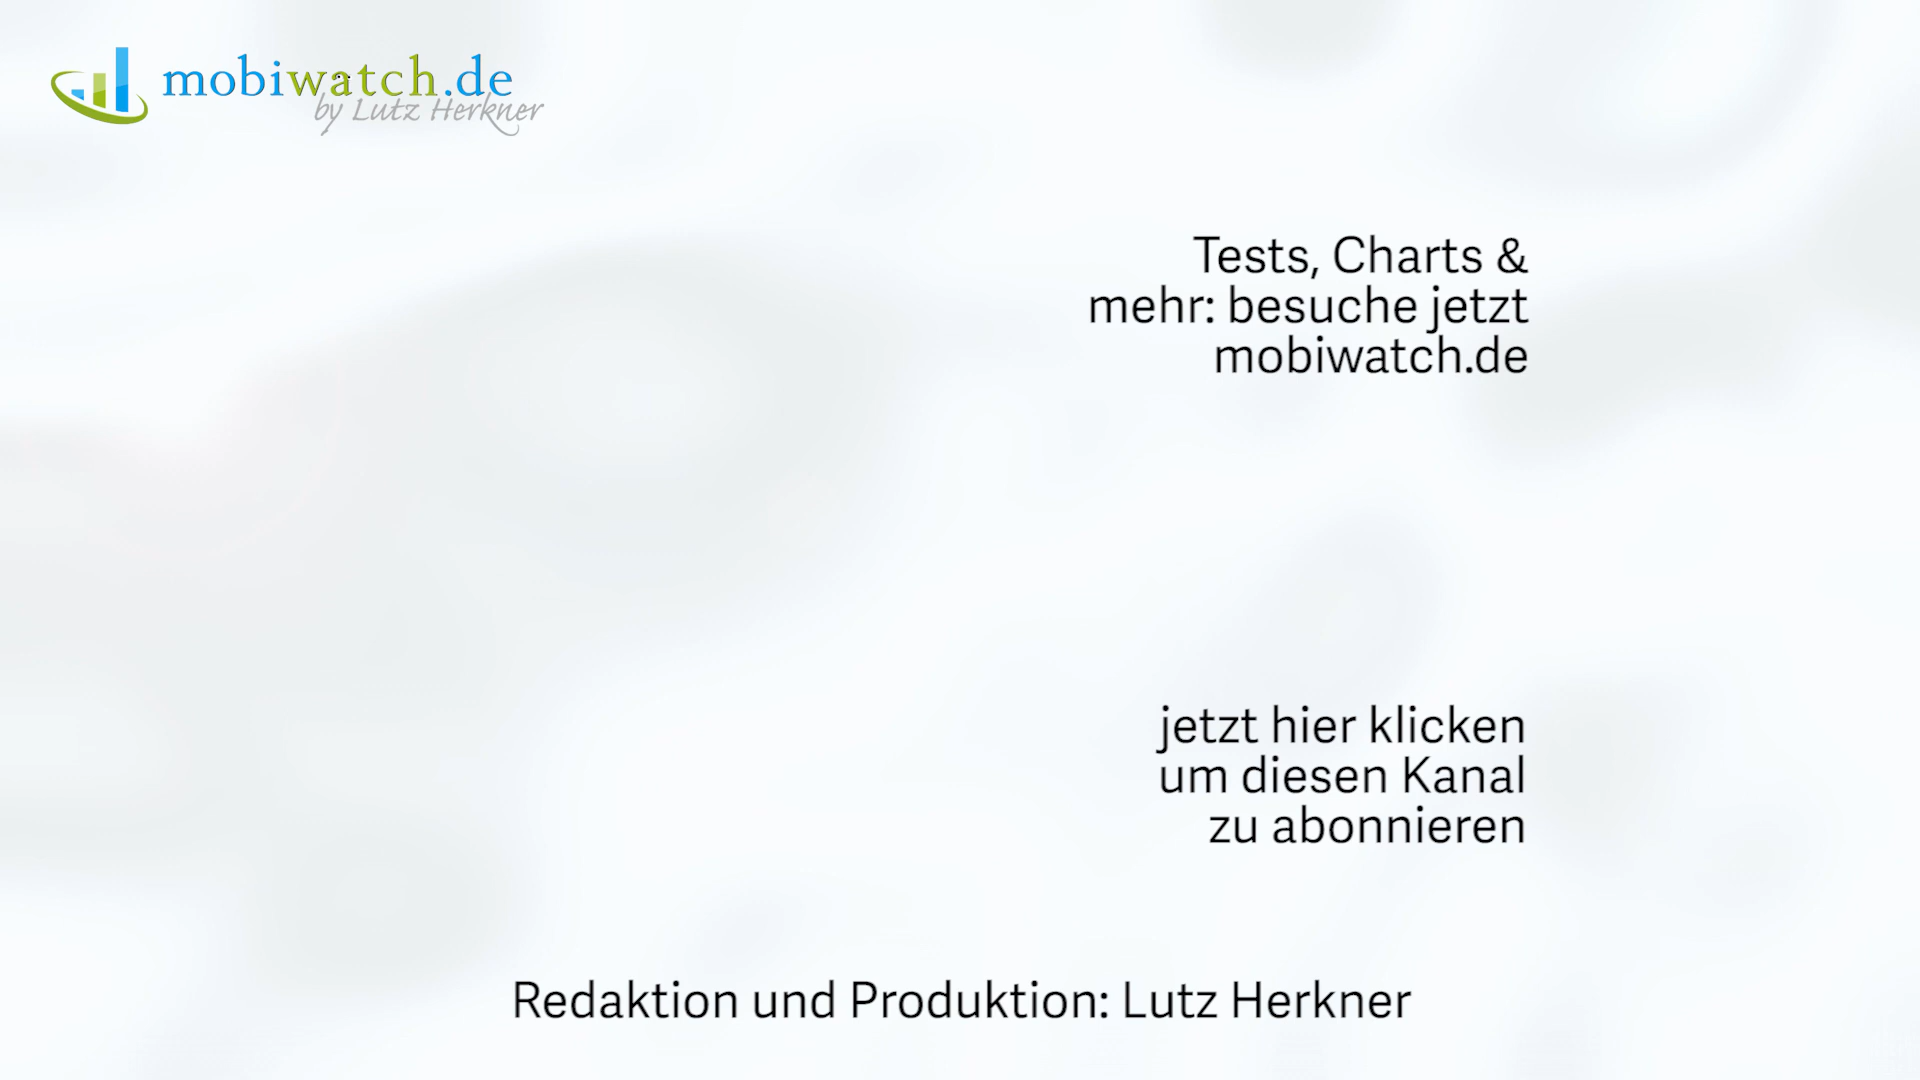 mobiwatch.de
by Lutz Herkner
Tests, Charts &
mehr: besuche jetzt
mobiwatch.de
jetzt hier klicken
um diesen Kanal
zu abonnieren
Redaktion und Produktion: Lutz Herkner